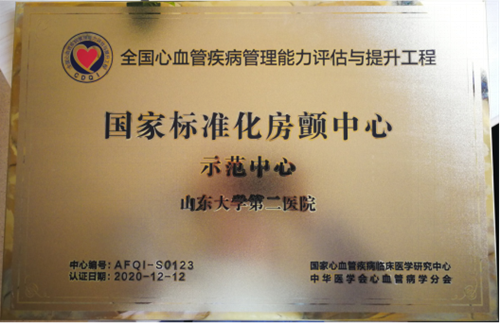 全国心血管疾病管理能力评估与提升工程
CDQI
国家标准化房颤中心
示范中心
山东大学第二医院
中心编号: AFQI-S0123
认证日期: 2020-12-12
国家心血管疾病临床医学研究中心
中华医学会心血管病学分会